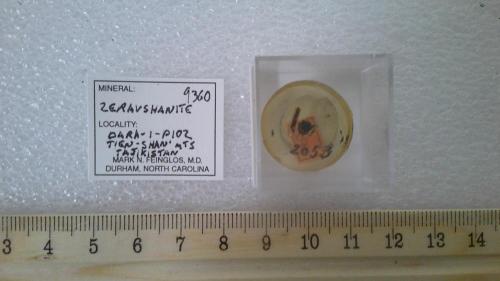 MINERAL:
9360
ZERAVSHANITE
LOCALITY:
DARA-I-PIOZ
TIEN-SHAN' MTS
TAJIKISTAN
MARK N. FEINGLOS, M.D.
DURHAM, NORTH CAROLINA
2053
3 4 5 6 7 8 9 10 11 12 13 14